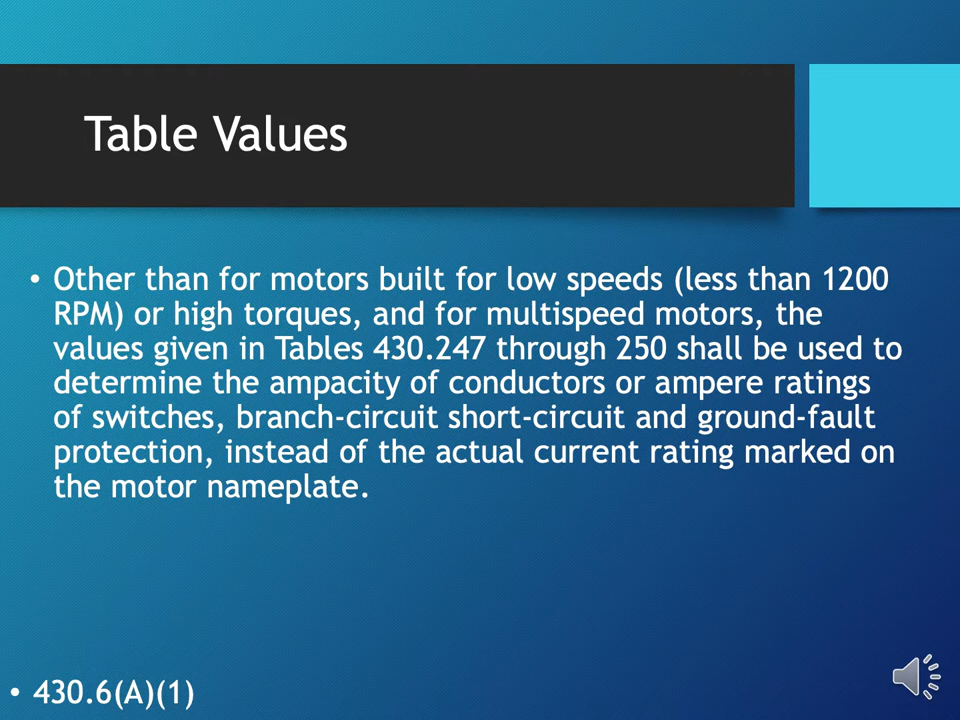 Table Values
• Other than for motors built for low speeds (less than 1200
RPM) or high torques, and for multispeed motors, the
values given in Tables 430.247 through 250 shall be used to
determine the ampacity of conductors or ampere ratings
of switches, branch-circuit short-circuit and ground-fault
protection, instead of the actual current rating marked on
the motor nameplate.
• 430.6(A)(1)